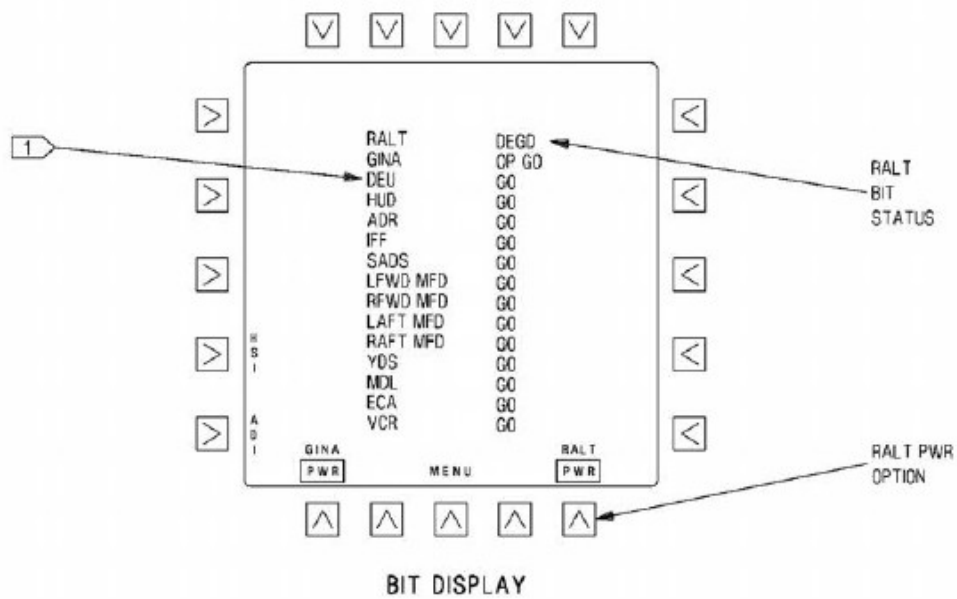 1
RALT DEGD
GINA OP GO
DEU GO
HUD GO
ADR GO
IFF GO
SADS GO
LFWD MFD GO
RFWD MFD GO
LAFT MFD GO
RAFT MFD GO
YDS GO
MDL GO
ECA GO
VCR GO
RALT
BIT
STATUS
HSI
ADI
GINA
PWR
MENU
RALT
PWR
RALT PWR
OPTION
BIT DISPLAY